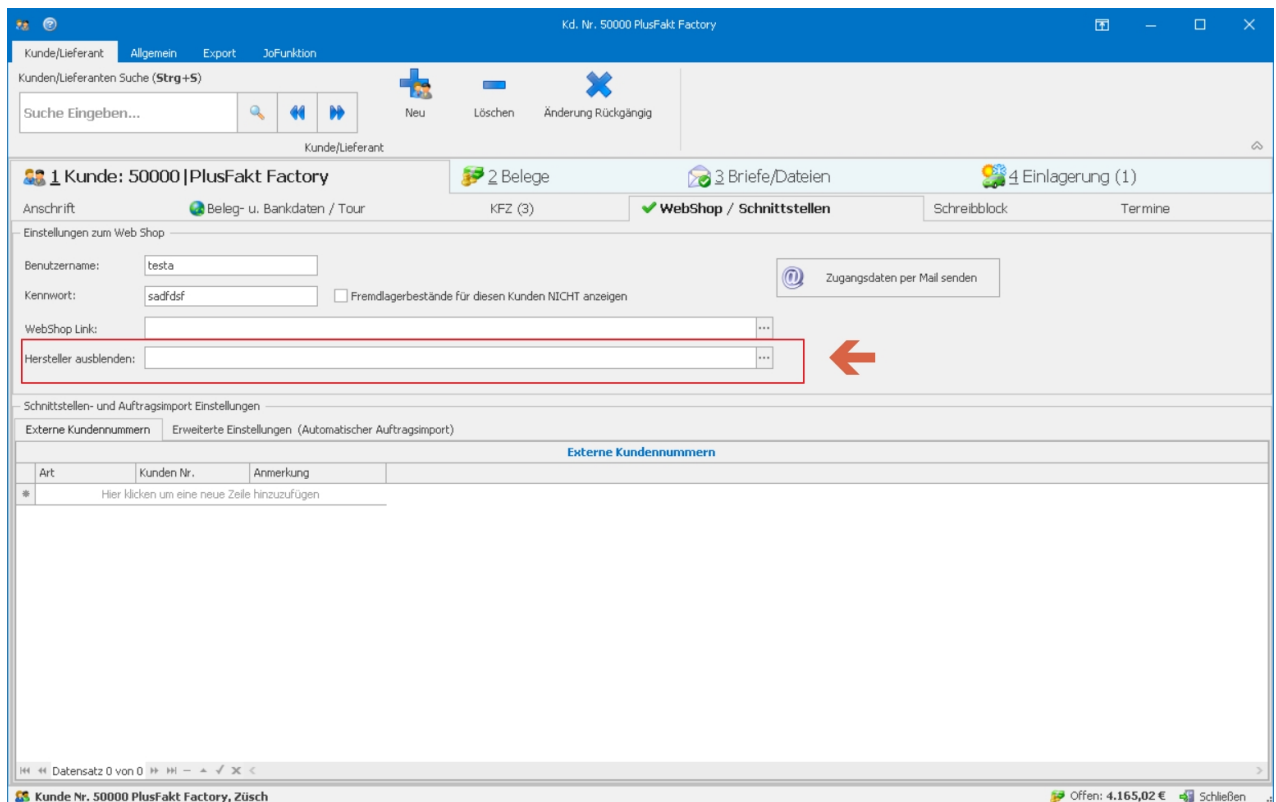 Kd. Nr. 50000 PlusFakt Factory
Kunde/Lieferant Allgemein Export JoFunktion
Kunden/Lieferanten Suche (Strg+S)
Suche Eingeben...
Neu Löschen Änderung Rückgängig
Kunde/Lieferant
1 Kunde: 50000|PlusFakt Factory 2 Belege 3 Briefe/Dateien 4 Einlagerung (1)
Anschrift Beleg- u. Bankdaten / Tour KFZ (3) WebShop / Schnittstellen Schreibblock Termine
Einstellungen zum Web Shop
Benutzername: testa
Zugangsdaten per Mail senden
Kennwort: sadfdsf Fremdlagerbestände für diesen Kunden NICHT anzeigen
WebShop Link: ...
Hersteller ausblenden: ...
Schnittstellen- und Auftragsimport Einstellungen
Externe Kundennummern Erweiterte Einstellungen (Automatischer Auftragsimport)
Externe Kundennummern
Art Kunden Nr. Anmerkung
Hier klicken um eine neue Zeile hinzuzufügen
Datensatz 0 von 0
Kunde Nr. 50000 PlusFakt Factory, Züsch Offen: 4.165,02 € Schließen